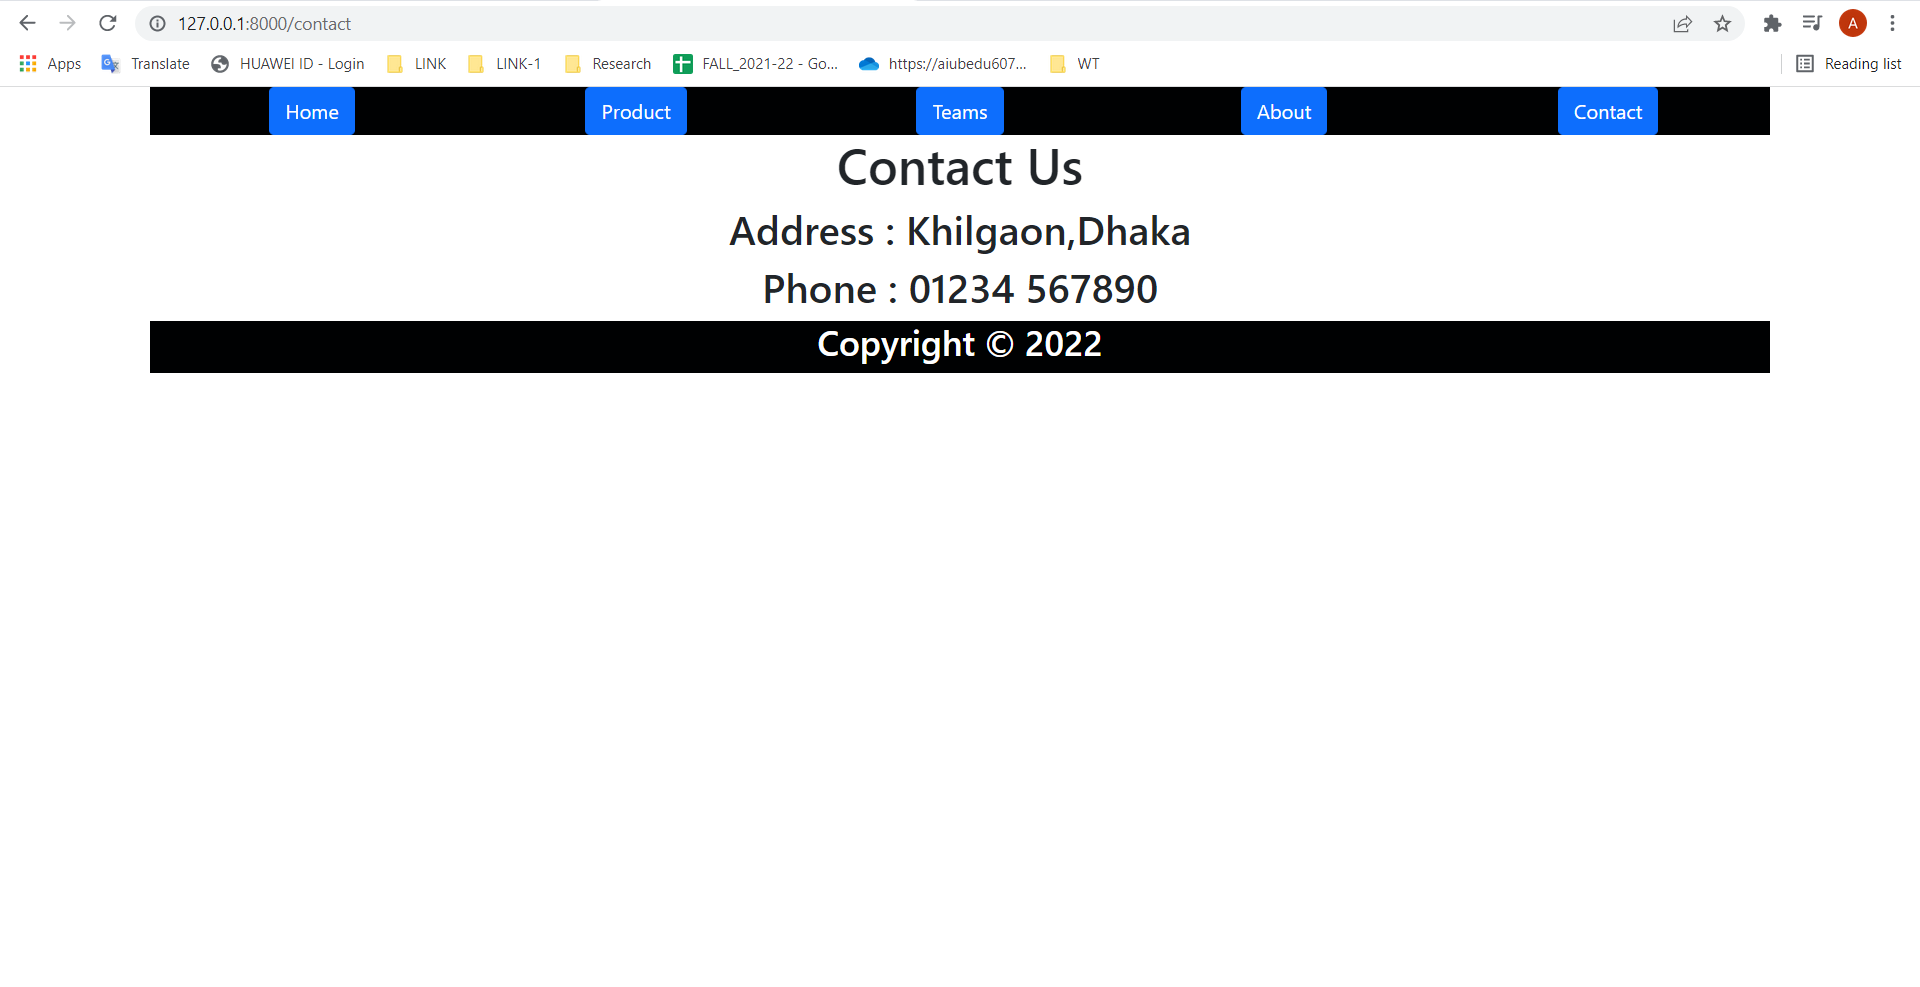 127.0.0.1:8000/contact A
Apps Translate HUAWEI ID - Login LINK LINK-1 Research FALL_2021-22 - Go... https://aiubedu607... WT Reading list
Home Product Teams About Contact
Contact Us
Address : Khilgaon,Dhaka
Phone : 01234 567890
Copyright © 2022